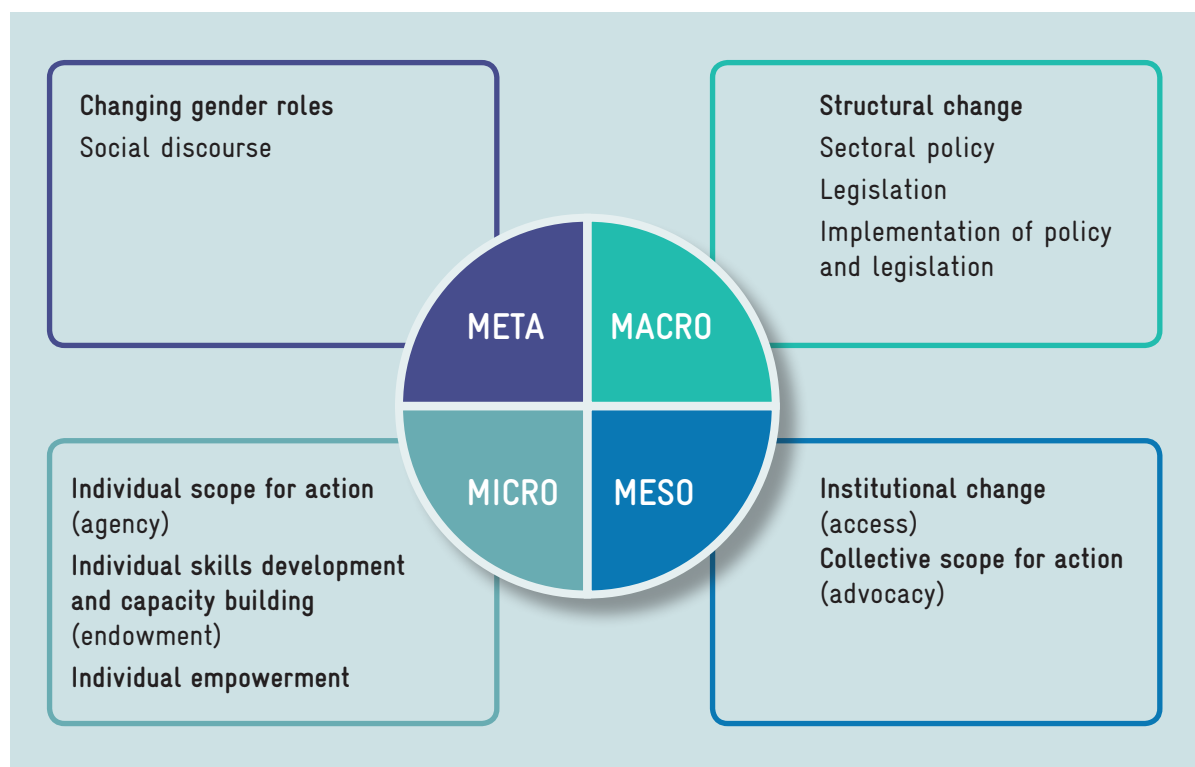 Changing gender roles
Social discourse
Structural change
Sectoral policy
Legislation
Implementation of policy
and legislation
META
MACRO
MICRO
MESO
Individual scope for action
(agency)
Individual skills development
and capacity building
(endowment)
Individual empowerment
Institutional change
(access)
Collective scope for action
(advocacy)